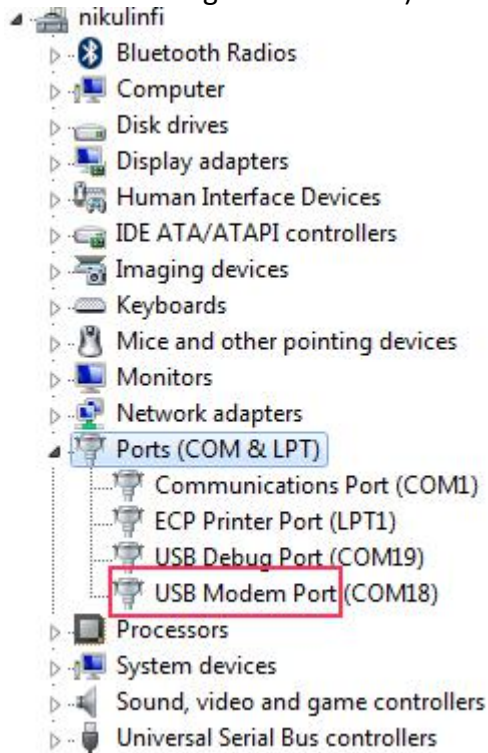 nikulinfi
Bluetooth Radios
Computer
Disk drives
Display adapters
Human Interface Devices
IDE ATA/ATAPI controllers
Imaging devices
Keyboards
Mice and other pointing devices
Monitors
Network adapters
Ports (COM & LPT)
Communications Port (COM1)
ECP Printer Port (LPT1)
USB Debug Port (COM19)
USB Modem Port (COM18)
Processors
System devices
Sound, video and game controllers
Universal Serial Bus controllers